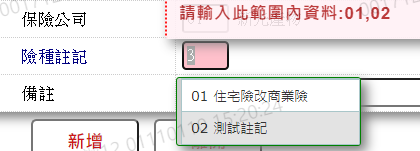 請輸入此範圍內資料:01,02
保險公司
險種註記
3
備註
01 住宅險改商業險
02 測試註記
新增